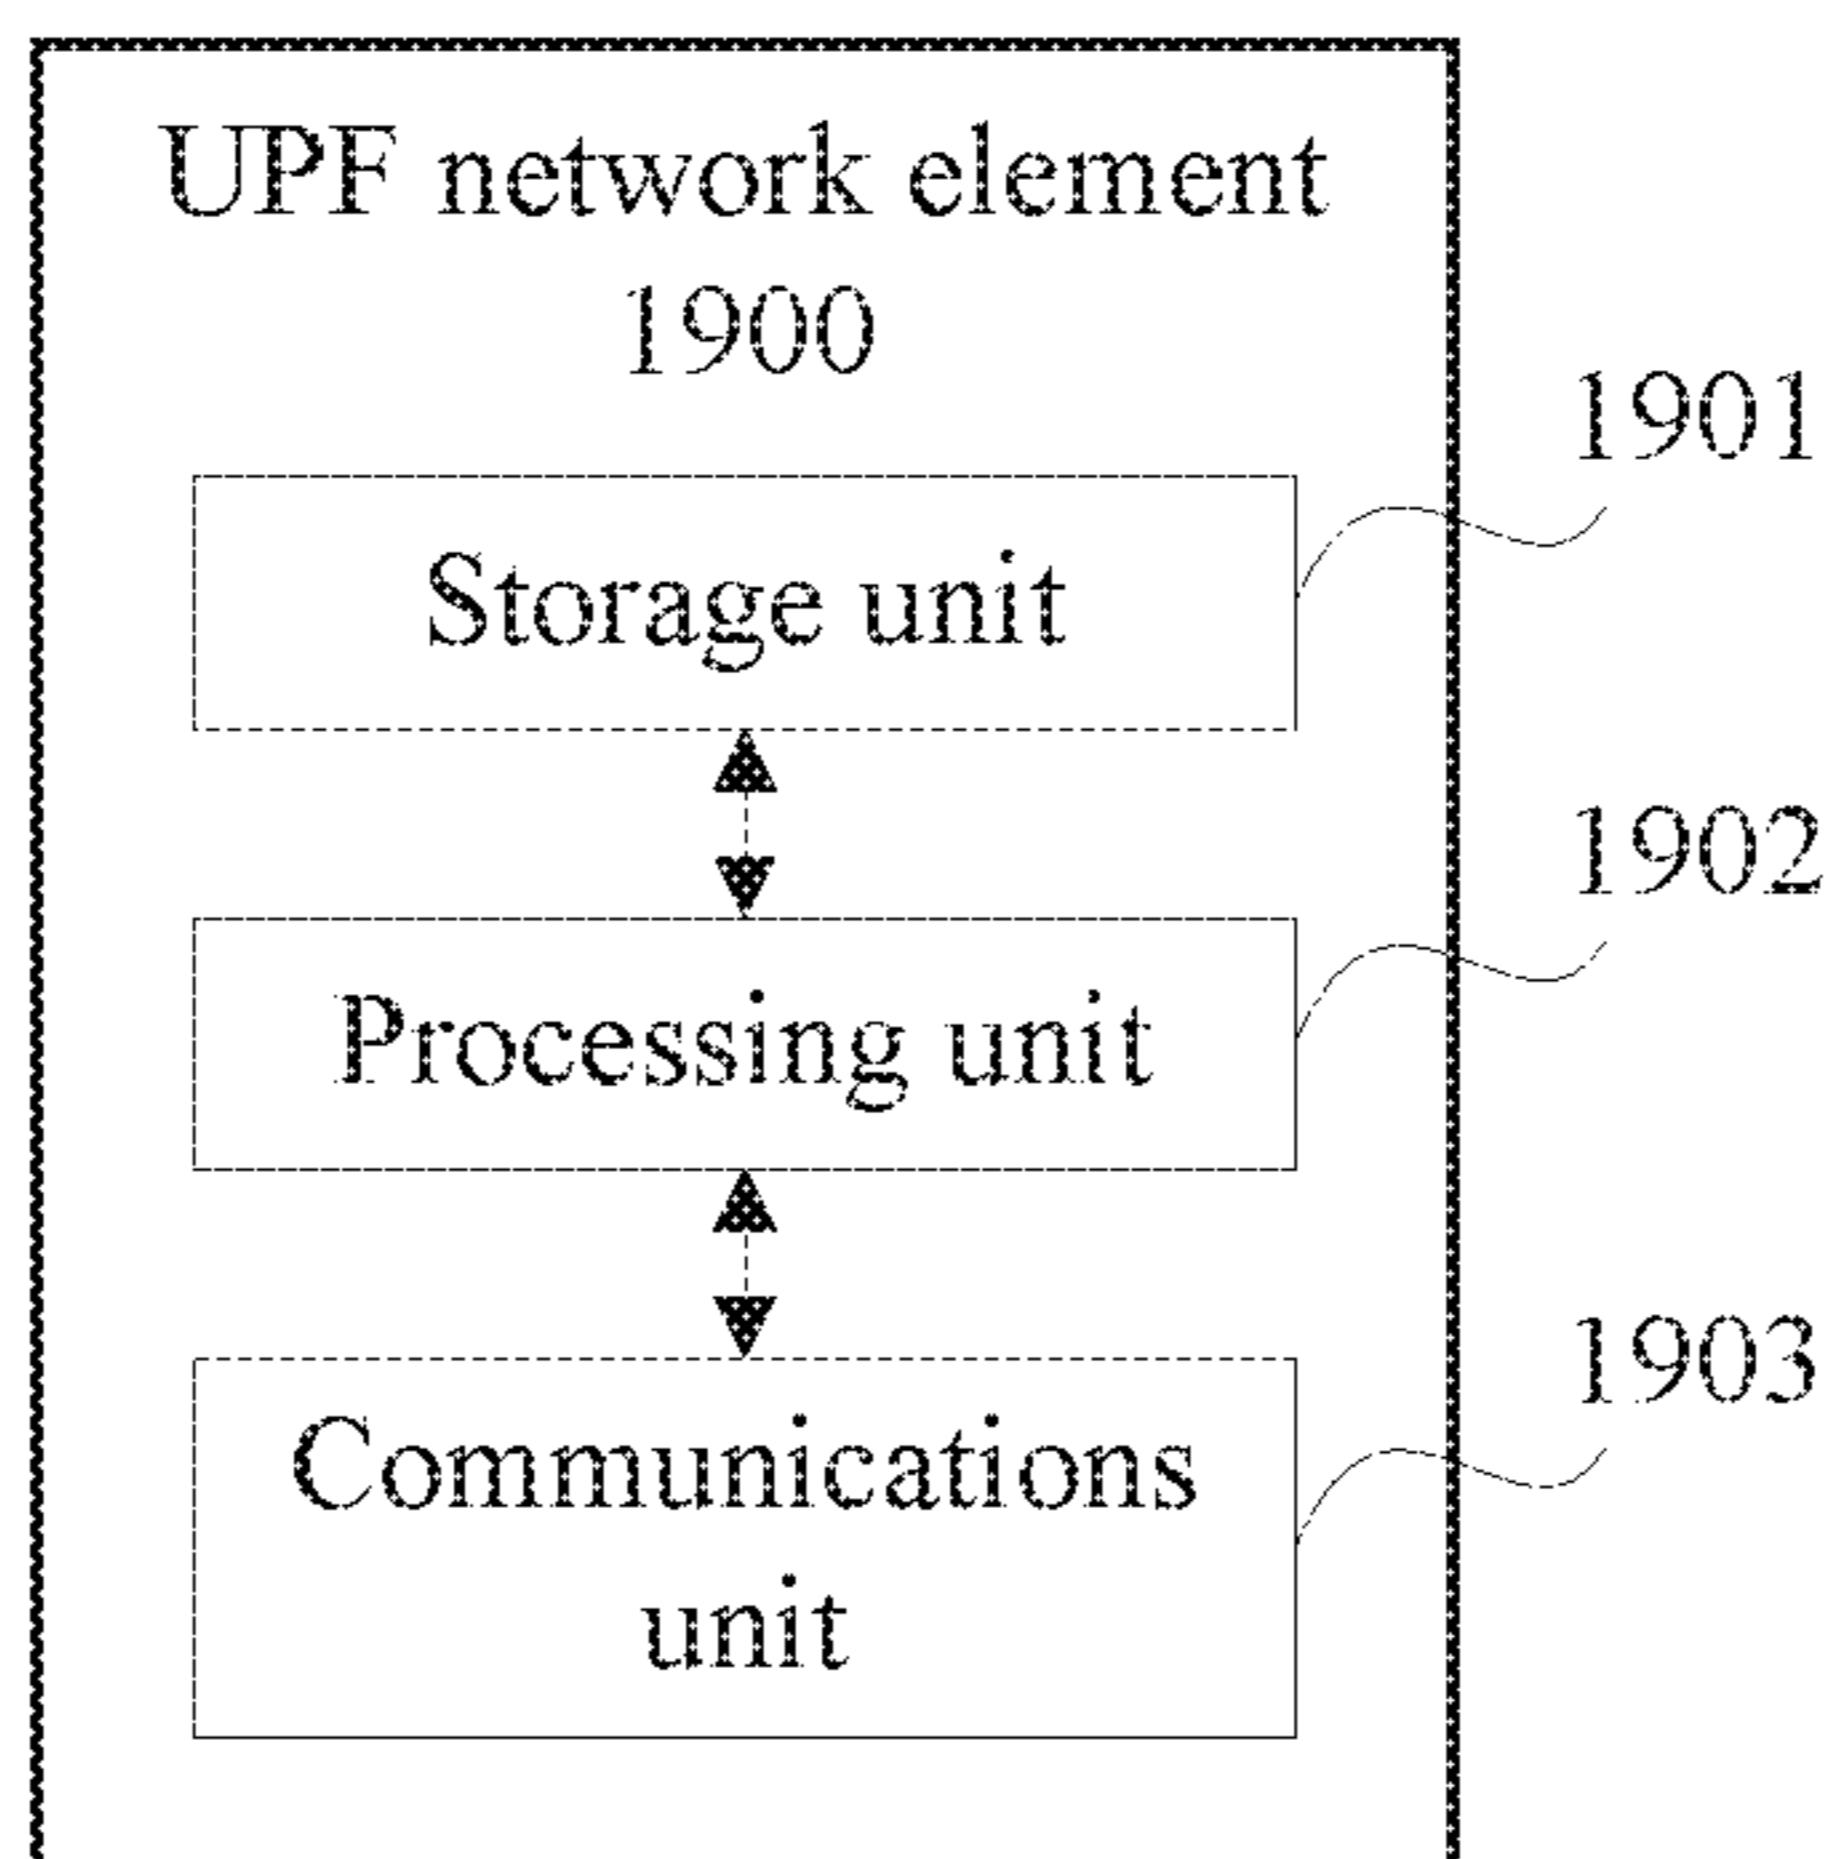 UPF network element
1900
1901
Storage unit
1902
Processing unit
1903
Communications
unit